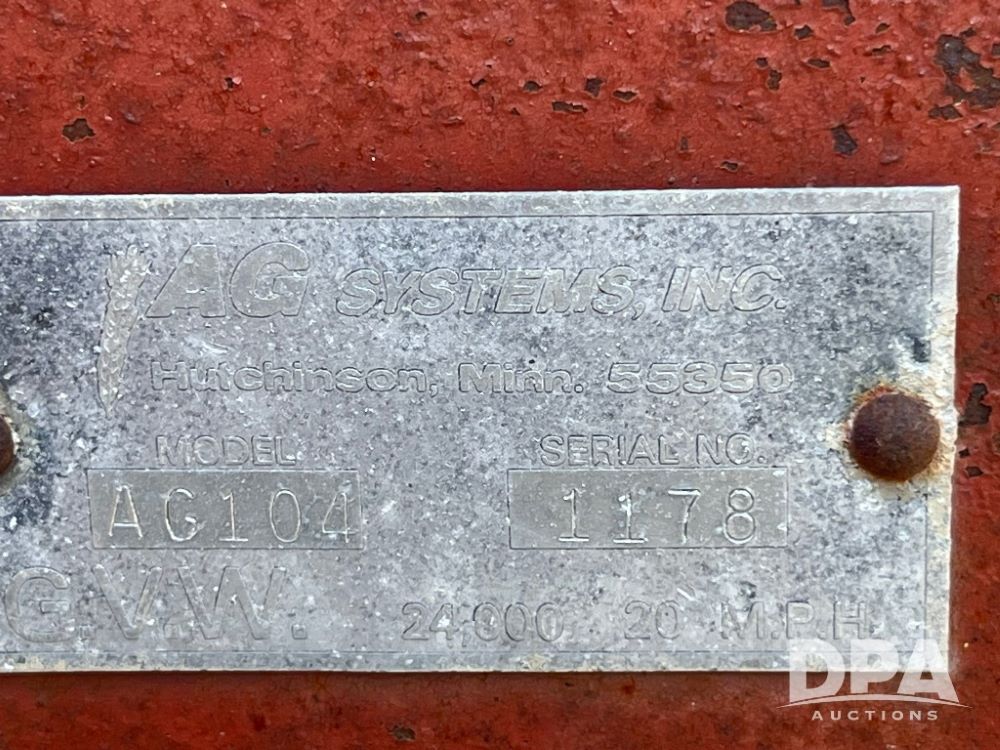 AG SYSTEMS, INC.
Hutchinson, Minn. 55350
MODEL SERIAL NO.
AG104 1178
G.V.W. 24,000 20 M.P.H.
DPA
AUCTIONS